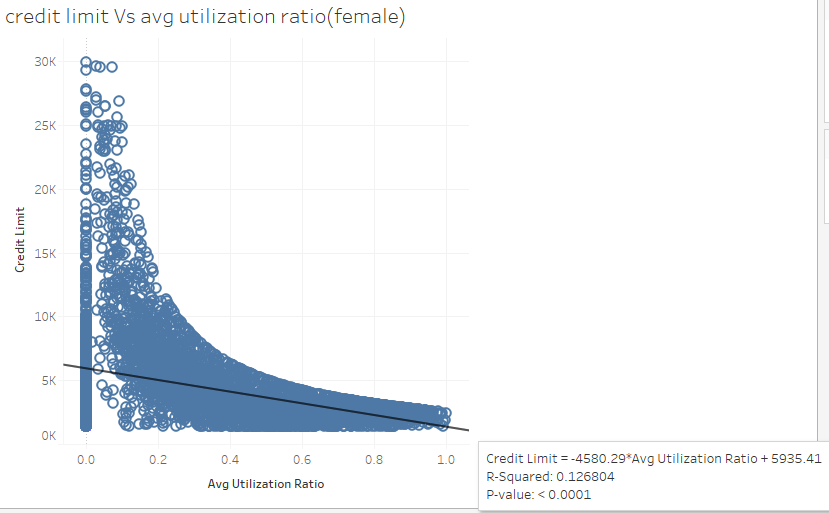 credit limit Vs avg utilization ratio(female)
30K
25K
20K
15K
10K
5K
0K
Credit Limit
0.0 0.2 0.4 0.6 0.8 1.0
Avg Utilization Ratio
Credit Limit = -4580.29*Avg Utilization Ratio + 5935.41
R-Squared: 0.126804
P-value: < 0.0001